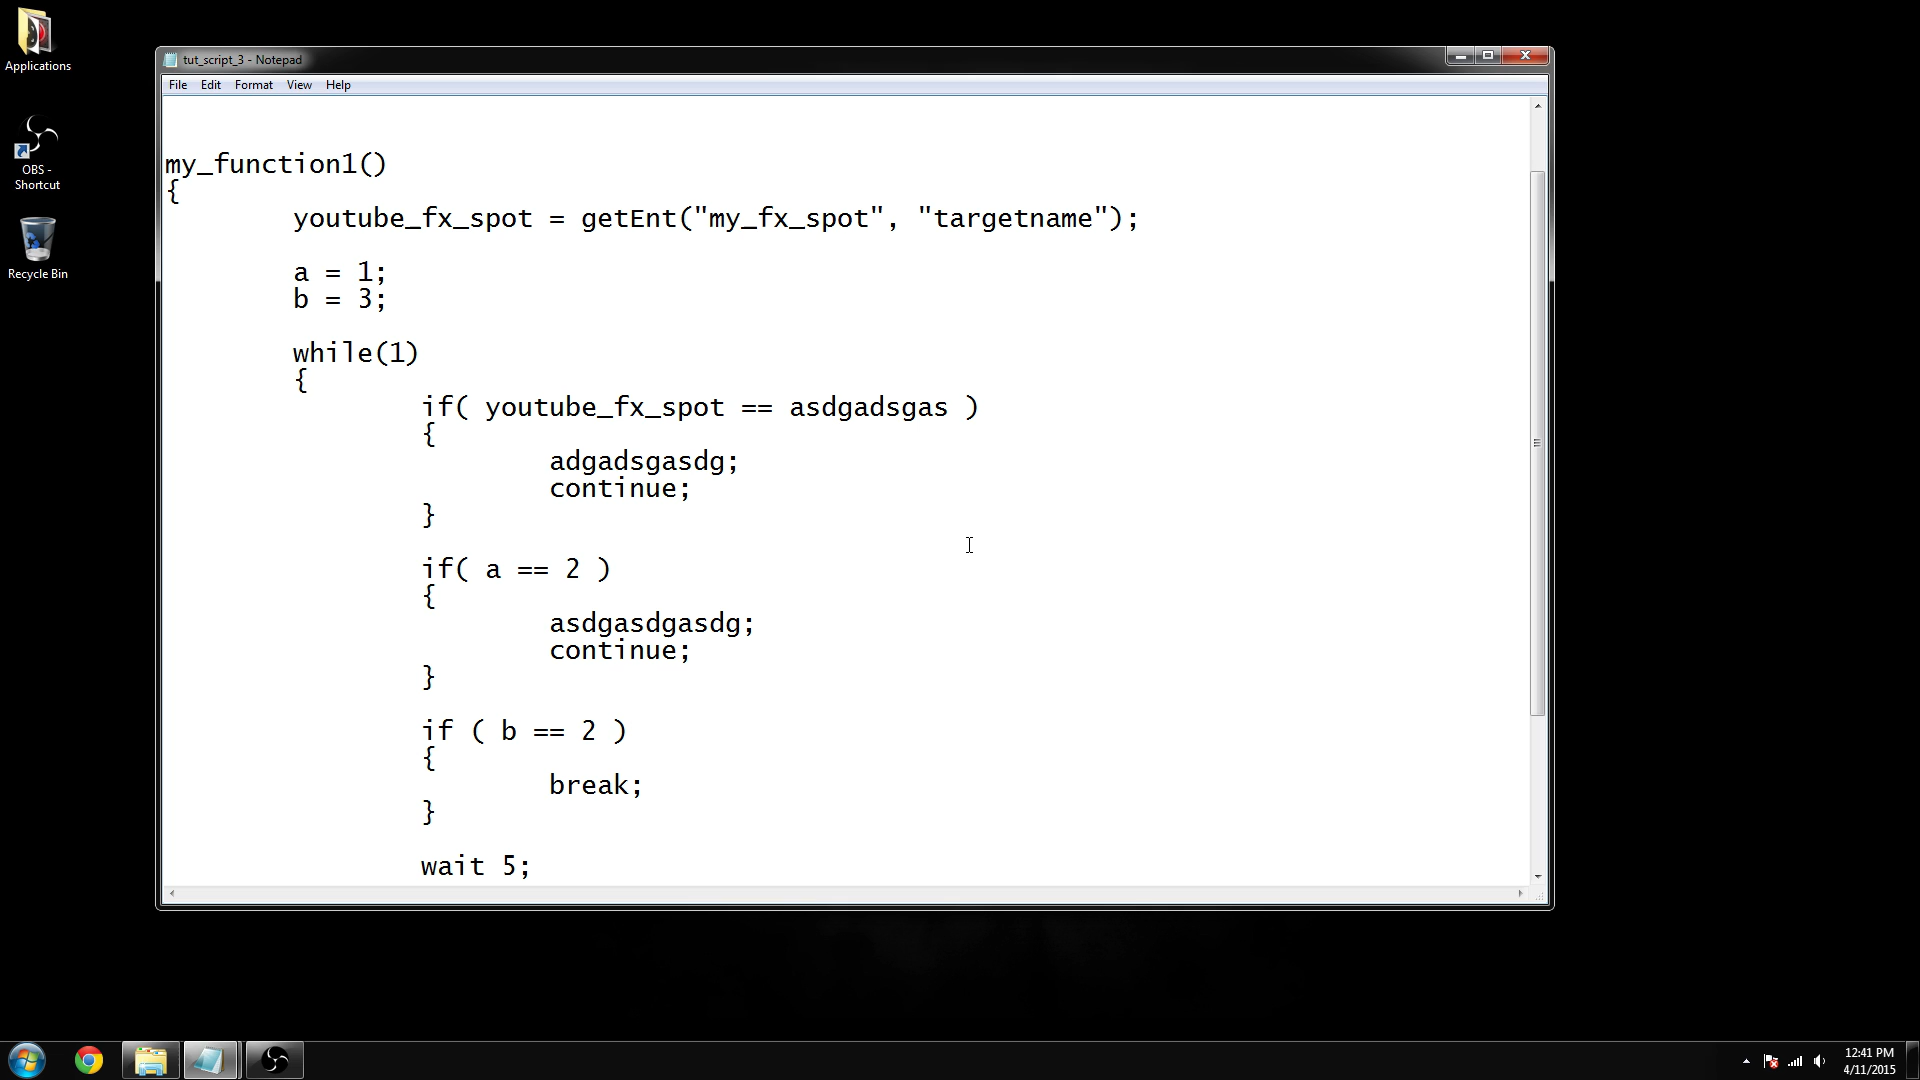 Applications
OBS -
Shortcut
Recycle Bin
tut_script_3 - Notepad
File Edit Format View Help
my_function1()
{
youtube_fx_spot = getEnt("my_fx_spot", "targetname");
a = 1;
b = 3;
while(1)
{
if( youtube_fx_spot == asdgadsgas )
{
adgadsgasdg;
continue;
}
if( a == 2 )
{
asdgasdgasdg;
continue;
}
if ( b == 2 )
{
break;
}
wait 5;
12:41 PM
4/11/2015